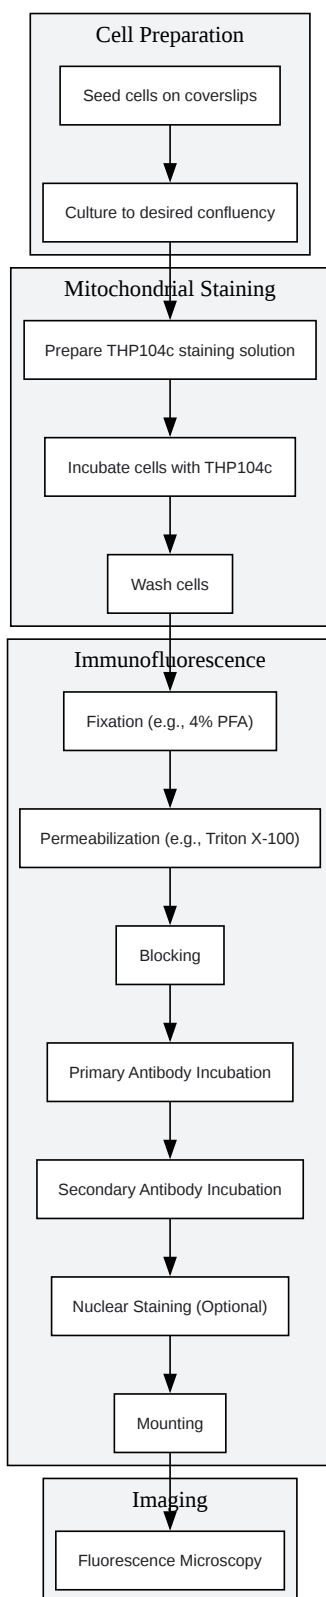 Cell Preparation
Seed cells on coverslips
Culture to desired confluency
Mitochondrial Staining
Prepare THP104c staining solution
Incubate cells with THP104c
Wash cells
Immunofluorescence
Fixation (e.g., 4% PFA)
Permeabilization (e.g., Triton X-100)
Blocking
Primary Antibody Incubation
Secondary Antibody Incubation
Nuclear Staining (Optional)
Mounting
Imaging
Fluorescence Microscopy